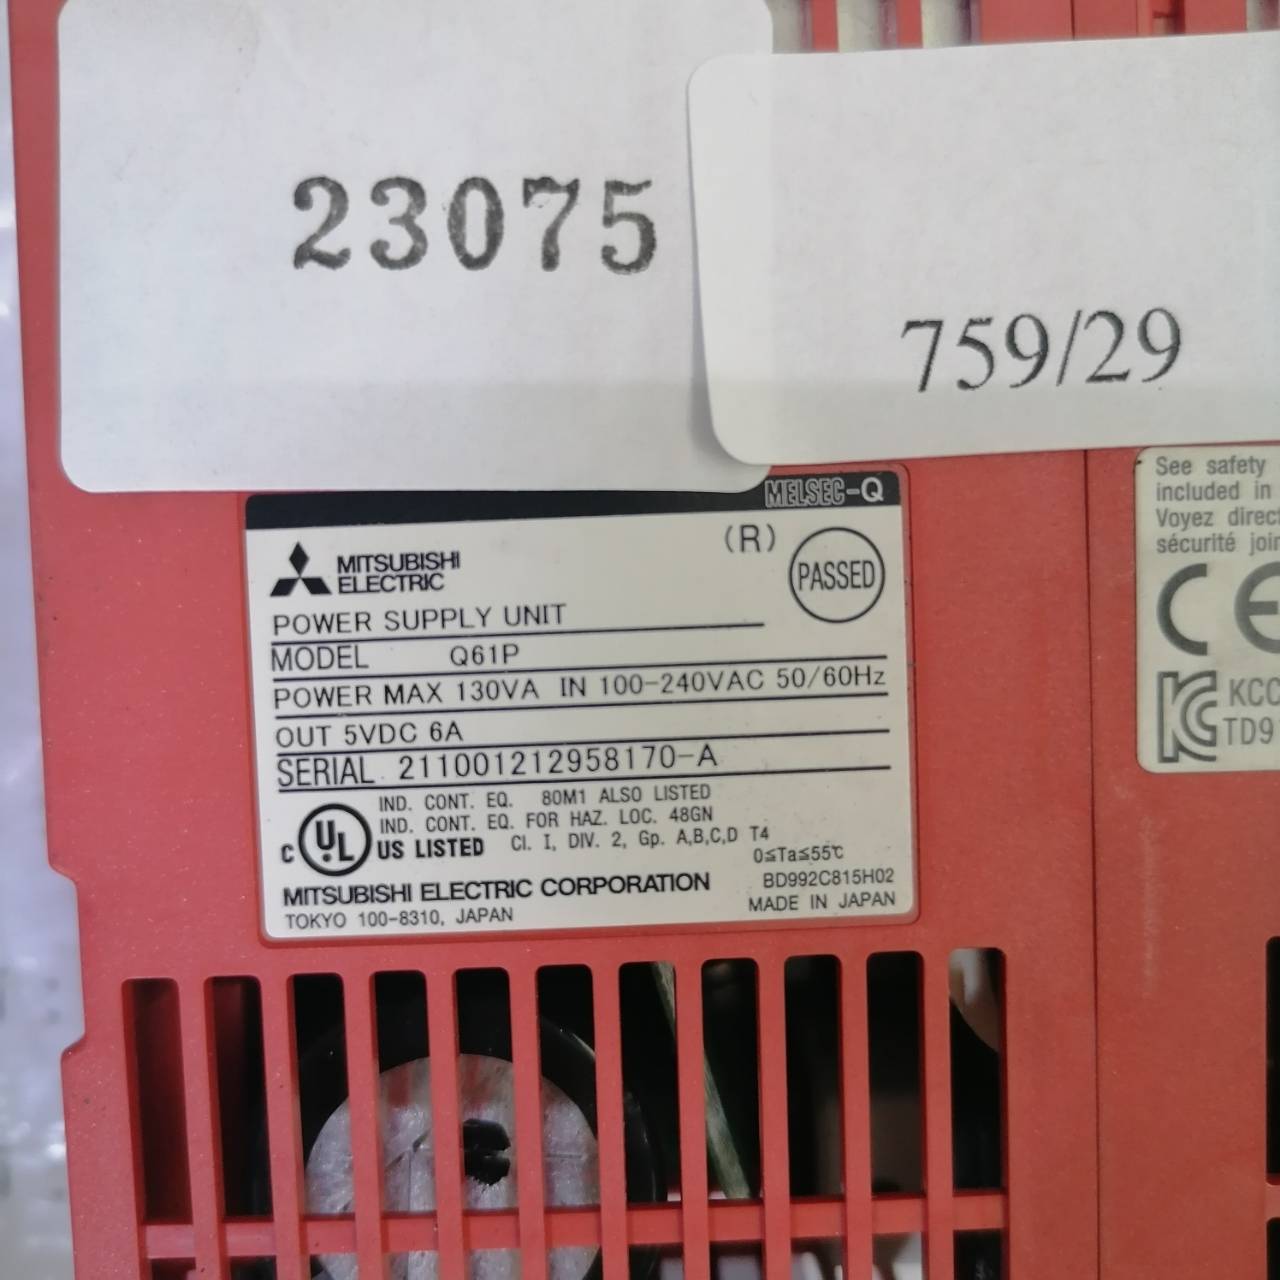 23075
759/29
MELSEC-Q
MITSUBISHI
ELECTRIC
(R)
PASSED
POWER SUPPLY UNIT
MODEL Q61P
POWER MAX 130VA IN 100-240VAC 50/60Hz
OUT 5VDC 6A
SERIAL 211001212958170-A
IND. CONT. EQ. 80M1 ALSO LISTED
IND. CONT. EQ. FOR HAZ. LOC. 48GN
C UL US LISTED Cl. I, DIV. 2, Gp. A,B,C,D T4
0≤Ta≤55℃
MITSUBISHI ELECTRIC CORPORATION BD992C815H02
TOKYO 100-8310, JAPAN MADE IN JAPAN
See safety
included in
Voyez direct
sécurité join
CE
KCC
TD9